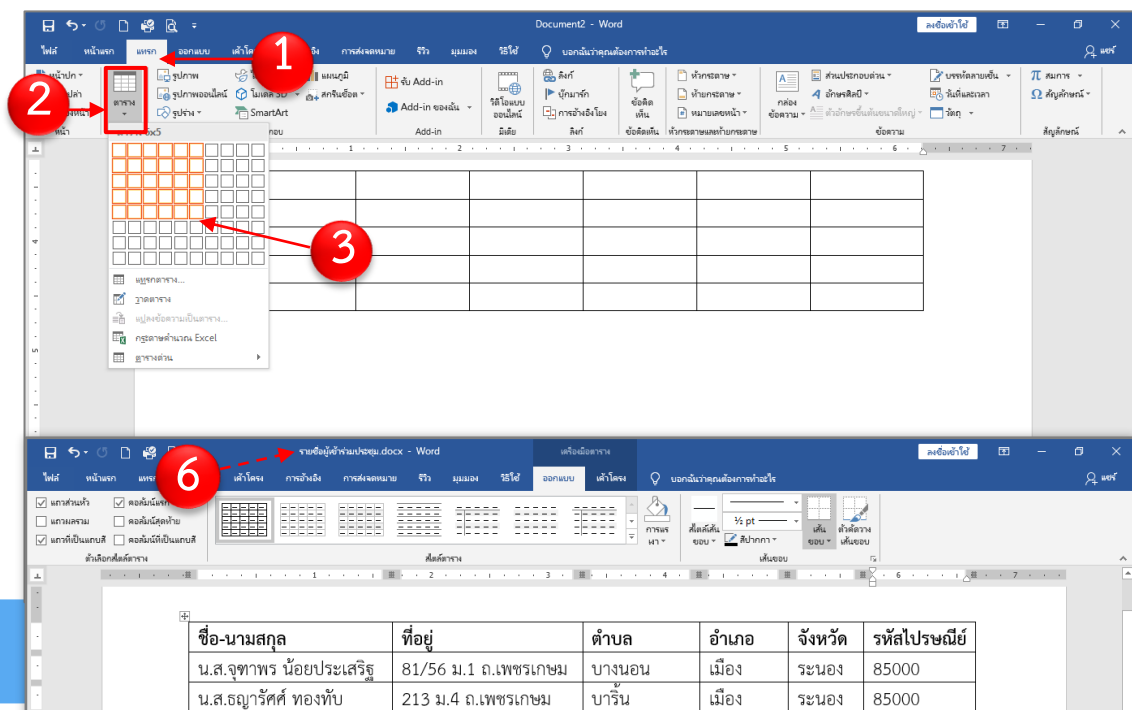 Document2 - Word
ลงชื่อเข้าใช้
ไฟล์ หน้าแรก แทรก ออกแบบ การส่งจดหมาย รีวิว มุมมอง วิธีใช้ บอกฉันว่าคุณต้องการทำอะไร แชร์
1
2
หน้าปก
ตาราง
รูปภาพ
รูปภาพออนไลน์
รูปร่าง
SmartArt
แผนภูมิ
สกรีนช็อต
รับ Add-in
Add-in ของฉัน
วิดีโอแบบออนไลน์
ลิงก์
บุ๊กมาร์ก
การอ้างอิงโยง
ข้อคิดเห็น
หัวกระดาษ
ท้ายกระดาษ
หมายเลขหน้า
กล่องข้อความ
ส่วนประกอบด่วน
อักษรศิลป์
ตัวอักษรขึ้นต้นขนาดใหญ่
บรรทัดลายเซ็น
วันที่และเวลา
วัตถุ
สมการ
สัญลักษณ์
หน้า Add-in มีเดีย ลิงก์ ข้อคิดเห็น หัวกระดาษและท้ายกระดาษ ข้อความ สัญลักษณ์
6x5
1 2 3 4 5 6 7
3
แทรกตาราง...
วาดตาราง
แปลงข้อความเป็นตาราง...
กระดาษคำนวณ Excel
ตารางด่วน
รายชื่อผู้เข้าร่วมประชุม.docx - Word
เครื่องมือตาราง
ลงชื่อเข้าใช้
6
ไฟล์ หน้าแรก เค้าโครง การอ้างอิง การส่งจดหมาย รีวิว มุมมอง วิธีใช้ ออกแบบ เค้าโครง บอกฉันว่าคุณต้องการทำอะไร แชร์
แถวส่วนหัว
แถวผลรวม คอลัมน์สุดท้าย
แถวที่เป็นแถบสี คอลัมน์ที่เป็นแถบสี
การแรเงา
สไตล์เส้นขอบ
½ pt
สีปากกา
เส้นขอบ
ตัวคัดวางเส้นขอบ
ตัวเลือกสไตล์ตาราง สไตล์ตาราง เส้นขอบ
1 2 3 4 6 7
ชื่อ-นามสกุล ที่อยู่ ตำบล อำเภอ จังหวัด รหัสไปรษณีย์
น.ส.จุฑาพร น้อยประเสริฐ 81/56 ม.1 ถ.เพชรเกษม บางนอน เมือง ระนอง 85000
น.ส.ธญารัศศ์ ทองทับ 213 ม.4 ถ.เพชรเกษม บาริ้น เมือง ระนอง 85000